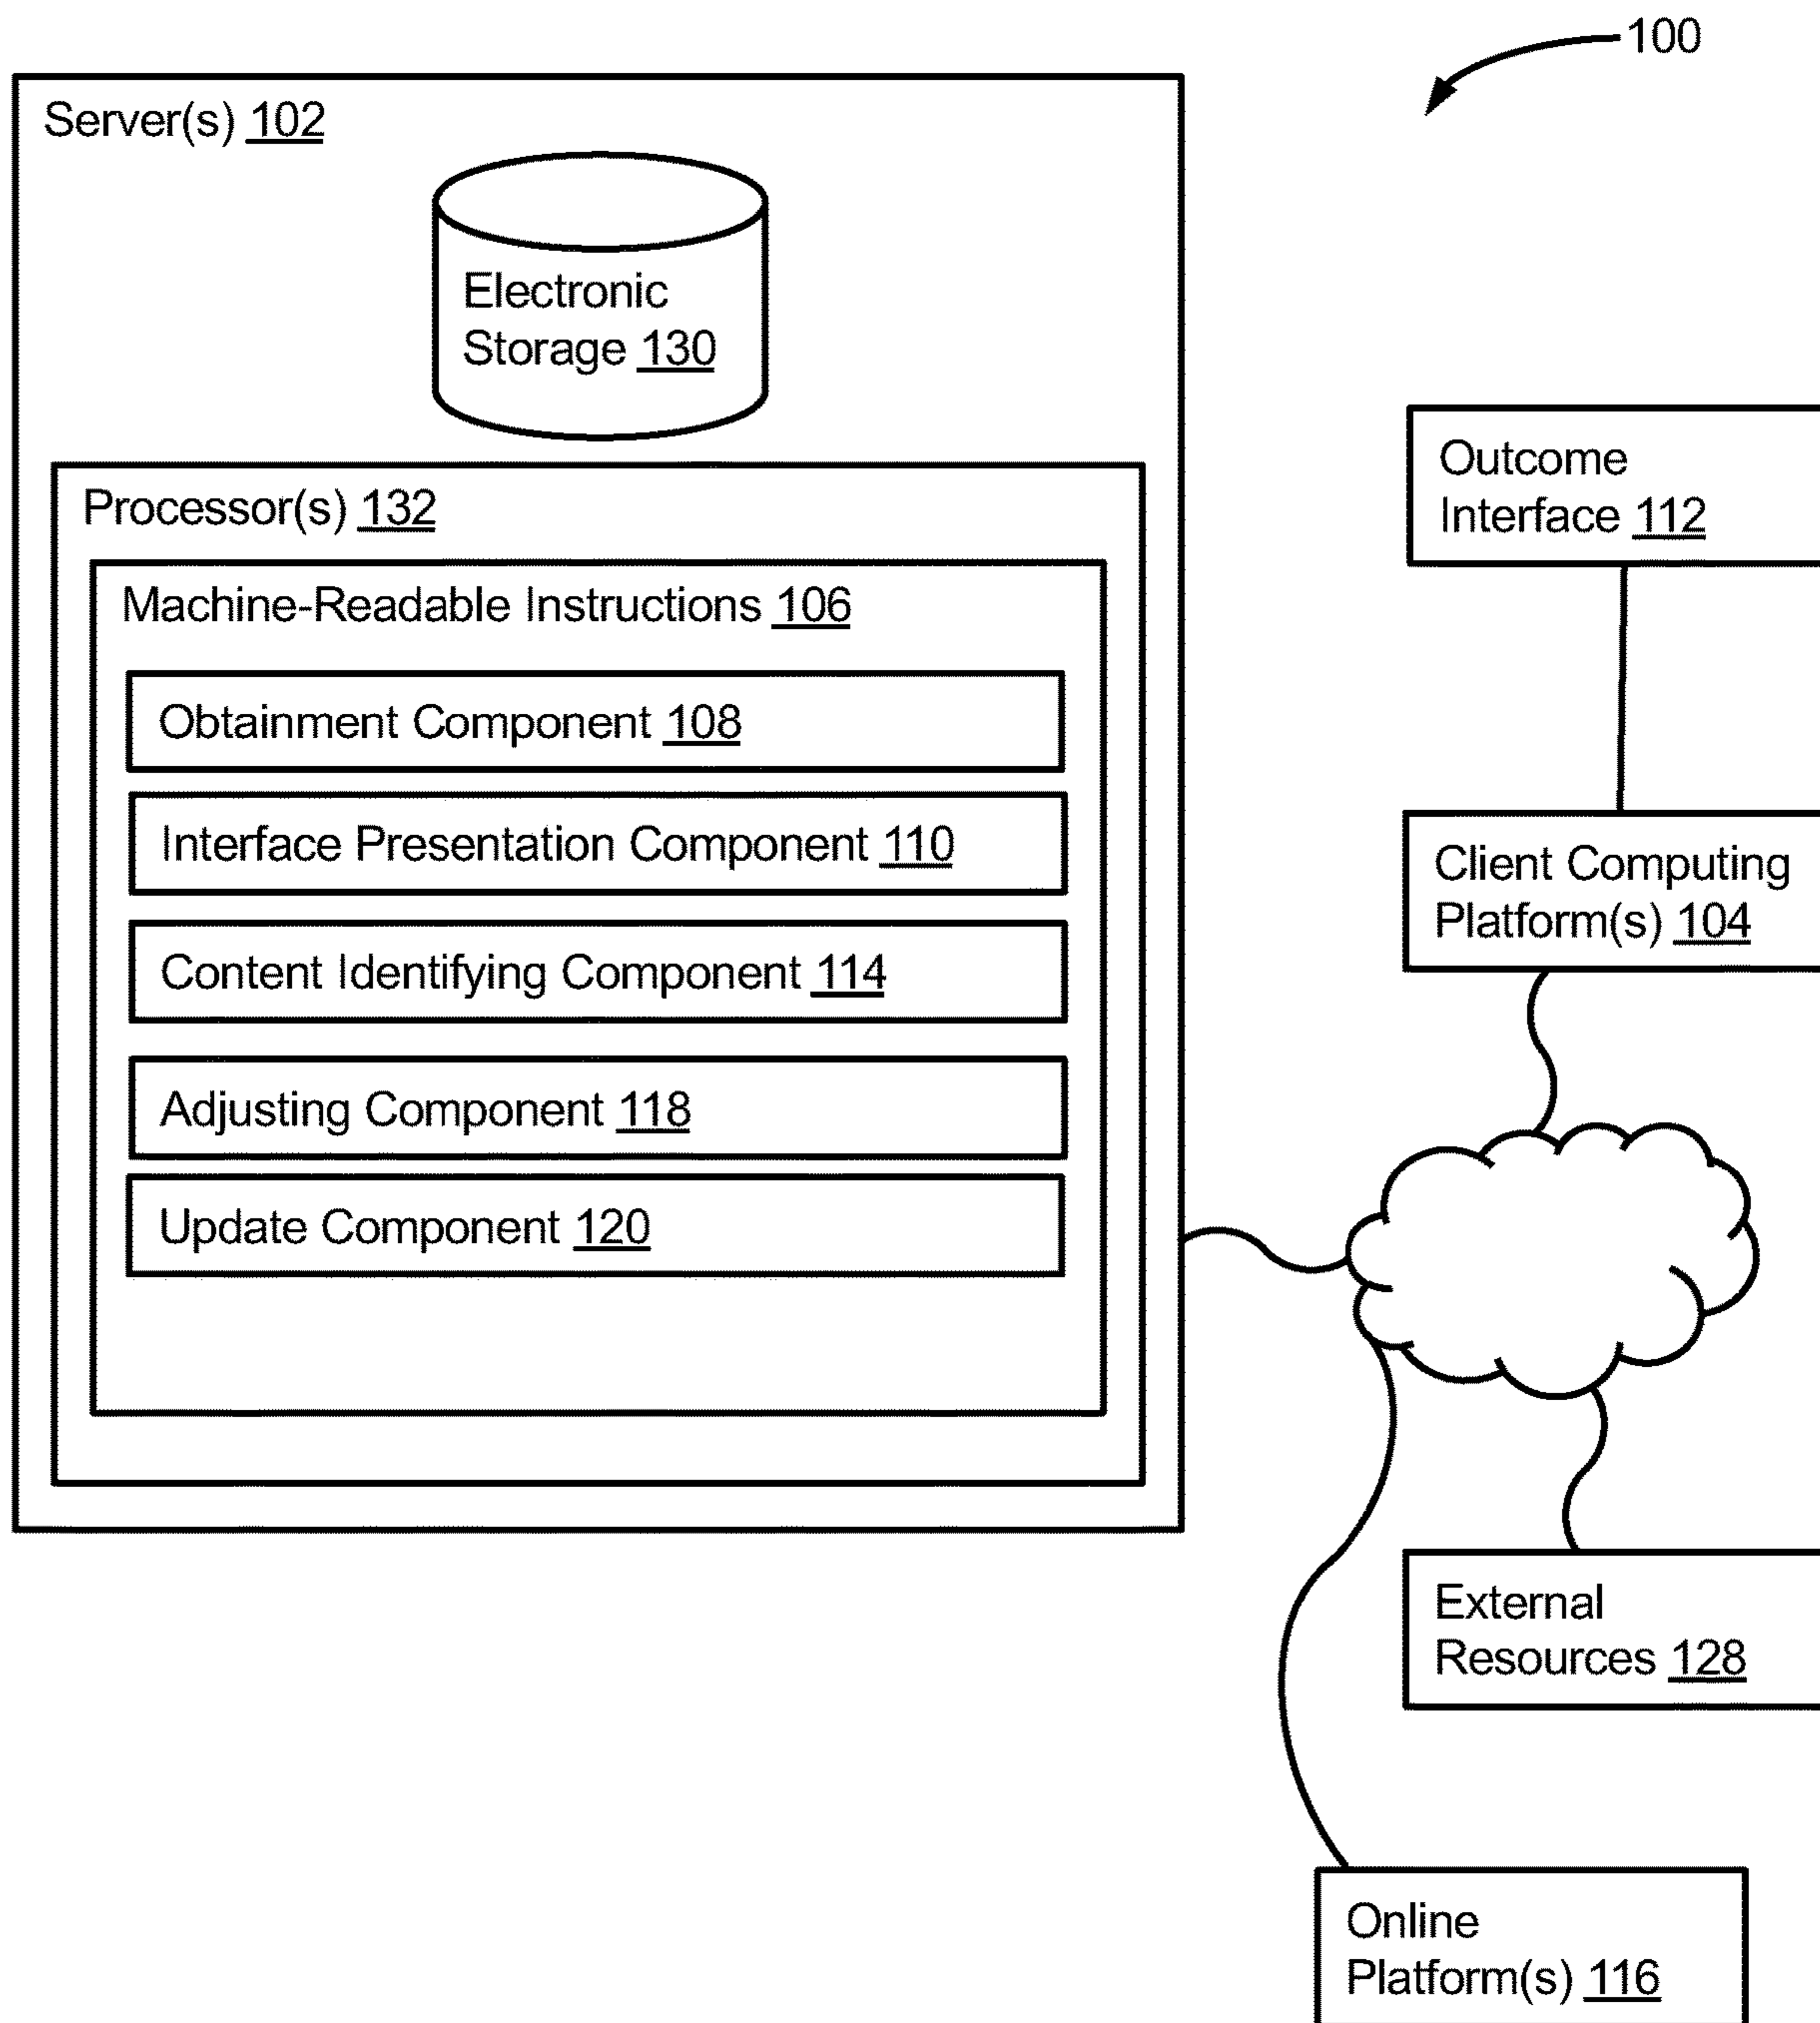 100
Server(s) 102
Electronic
Storage 130
Processor(s) 132
Machine-Readable Instructions 106
Obtainment Component 108
Interface Presentation Component 110
Content Identifying Component 114
Adjusting Component 118
Update Component 120
Outcome
Interface 112
Client Computing
Platform(s) 104
External
Resources 128
Online
Platform(s) 116